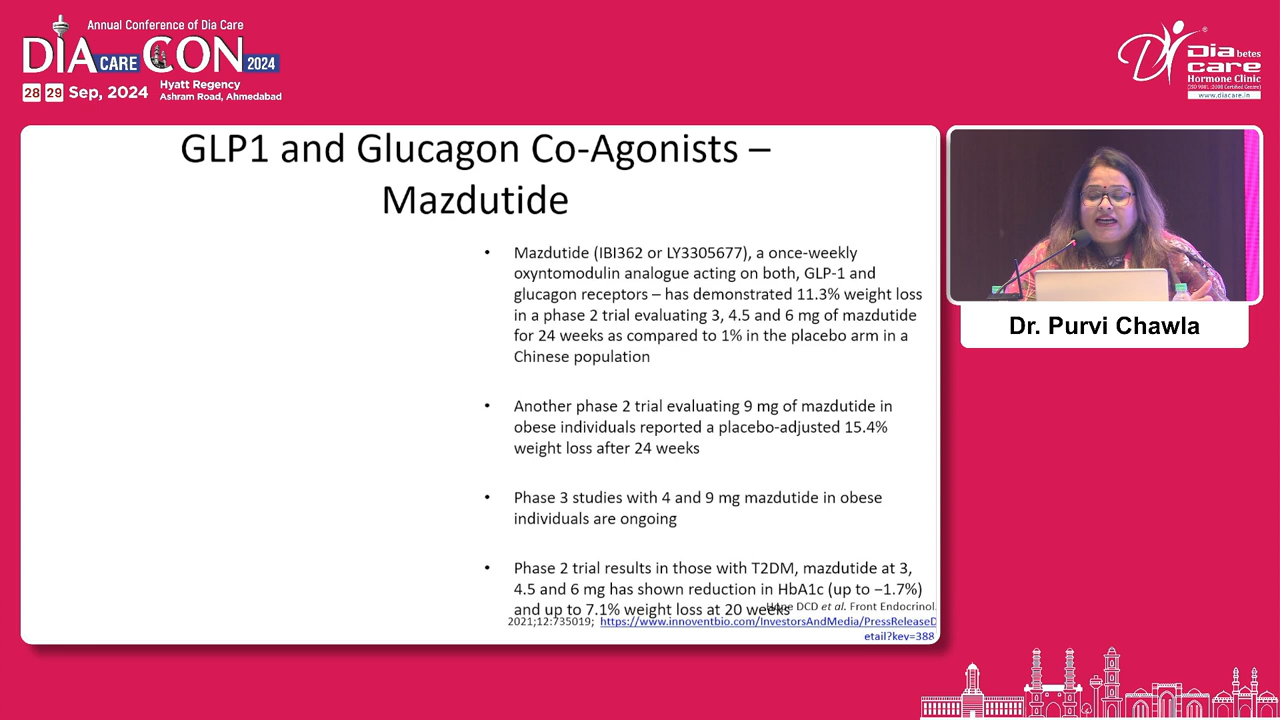 Annual Conference of Dia Care
DIA CARE CON 2024
28 29 Sep, 2024
Hyatt Regency
Ashram Road, Ahmedabad
Dia betes
care
Hormone Clinic
(ISO 9001:2008 Certified Centre)
www.diacare.in
GLP1 and Glucagon Co-Agonists –
Mazdutide
• Mazdutide (IBI362 or LY3305677), a once-weekly
oxyntomodulin analogue acting on both, GLP-1 and
glucagon receptors – has demonstrated 11.3% weight loss
in a phase 2 trial evaluating 3, 4.5 and 6 mg of mazdutide
for 24 weeks as compared to 1% in the placebo arm in a
Chinese population
• Another phase 2 trial evaluating 9 mg of mazdutide in
obese individuals reported a placebo-adjusted 15.4%
weight loss after 24 weeks
• Phase 3 studies with 4 and 9 mg mazdutide in obese
individuals are ongoing
• Phase 2 trial results in those with T2DM, mazdutide at 3,
4.5 and 6 mg has shown reduction in HbA1c (up to −1.7%)
and up to 7.1% weight loss at 20 weeks
DCD et al. Front Endocrinol.
2021;12:735019; https://www.innoventbio.com/InvestorsAndMedia/PressReleaseD
etail?key=388
Dr. Purvi Chawla